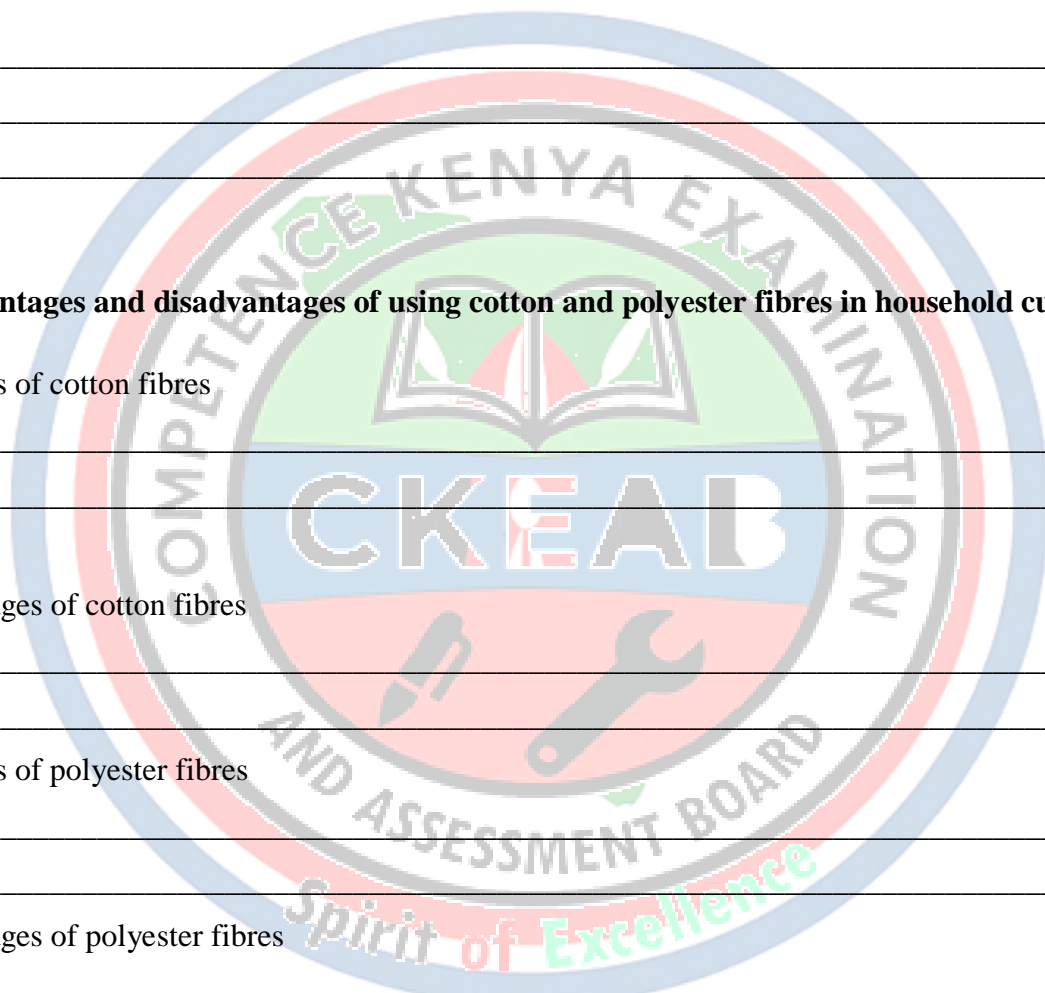 COMPETENCE KENYA EXAMINATION
ntages and disadvantages of using cotton and polyester fibres in household cu
s of cotton fibres
CKEAB
ges of cotton fibres
s of polyester fibres
AND ASSESSMENT BOARD
Spirit of Excellence
ges of polyester fibres